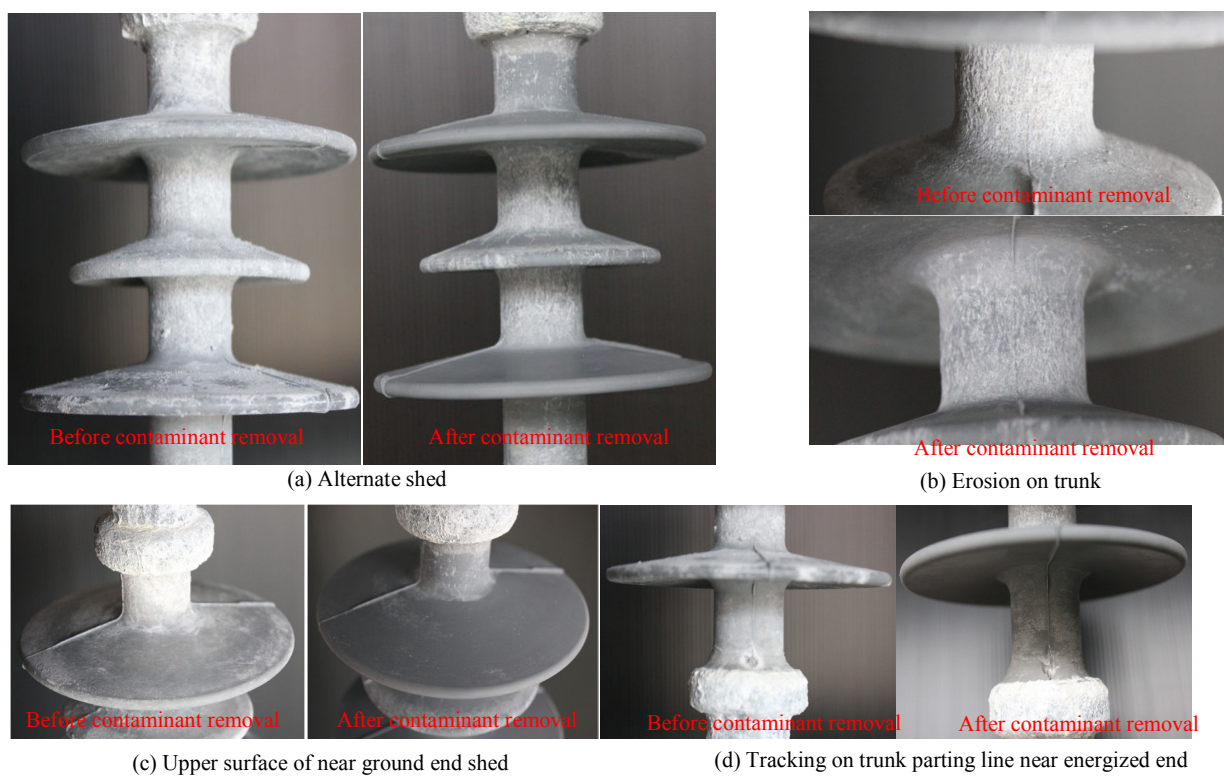 Before contaminant removal
After contaminant removal
(a) Alternate shed
Before contaminant removal
After contaminant removal
(b) Erosion on trunk
Before contaminant removal
After contaminant removal
(c) Upper surface of near ground end shed
Before contaminant removal
After contaminant removal
(d) Tracking on trunk parting line near energized end